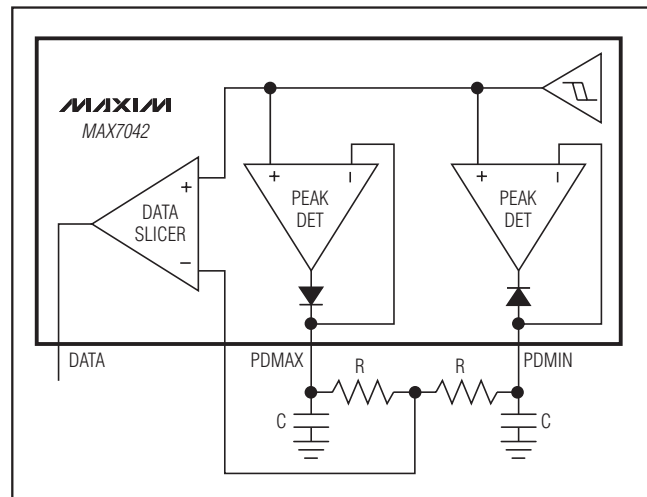 MAXIM
MAX7042
+
−
DATA
SLICER
+
−
PEAK
DET
+
−
PEAK
DET
DATA
PDMAX
R
R
PDMIN
C
C